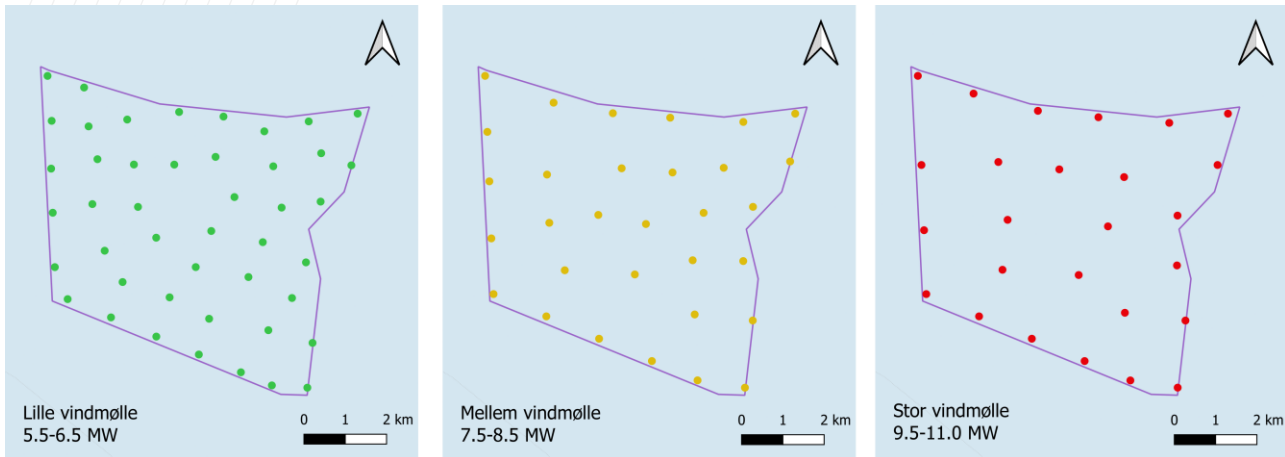 Lille vindmølle
5.5-6.5 MW
0 1 2 km
Mellem vindmølle
7.5-8.5 MW
0 1 2 km
Stor vindmølle
9.5-11.0 MW
0 1 2 km